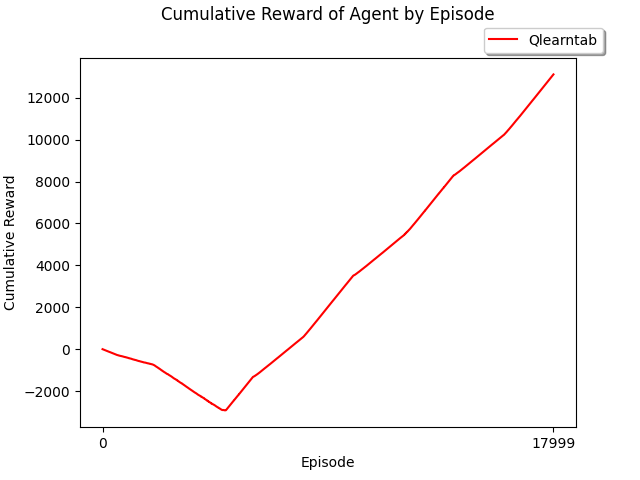 Cumulative Reward of Agent by Episode
Qlearntab
Cumulative Reward
12000
10000
8000
6000
4000
2000
0
−2000
0 17999
Episode